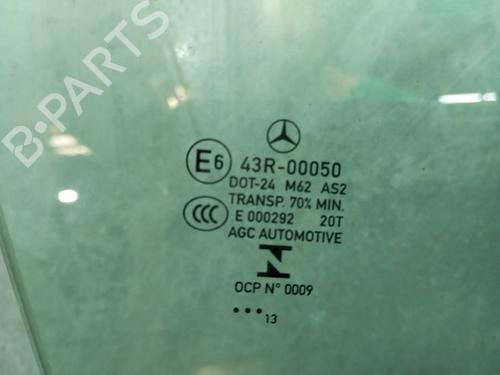 B-PARTS
E6 43R-00050
DOT-24 M62 AS2
TRANSP. 70% MIN.
CCC E 000292 20T
AGC AUTOMOTIVE
N
OCP N° 0009
••• 13